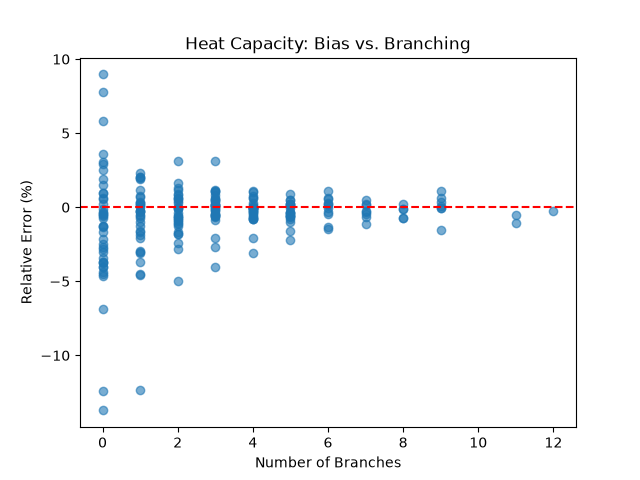 Heat Capacity: Bias vs. Branching
10
5
0
−5
−10
Relative Error (%)
0 2 4 6 8 10 12
Number of Branches